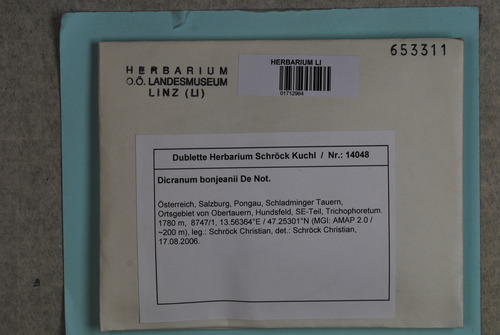 653311
HERBARIUM
O.Ö. LANDESMUSEUM
LINZ (LI)
HERBARIUM LI
01712964
Dublette Herbarium Schröck Kuchl / Nr.: 14048
Dicranum bonjeanii De Not.
Österreich, Salzburg, Pongau, Schladminger Tauern,
Ortsgebiet von Obertauern, Hundsfeld, SE-Teil, Trichophoretum.
1780 m, 8747/1, 13.56364°E / 47.25301°N (MGI: AMAP 2.0 /
~200 m), leg.: Schröck Christian, det.: Schröck Christian,
17.08.2006.